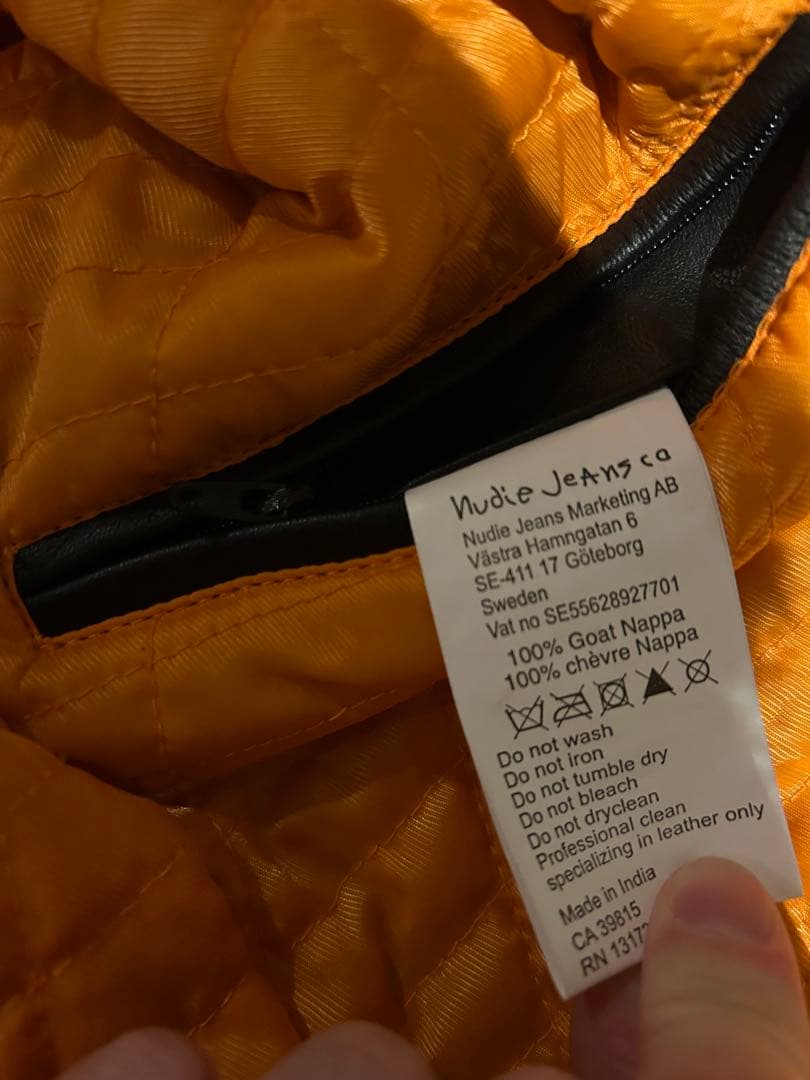 Nudie Jeans co
Nudie Jeans Marketing AB
Västra Hamngatan 6
SE-411 17 Göteborg
Sweden
Vat no SE55628927701
100% Goat Nappa
100% chèvre Nappa
Do not wash
Do not iron
Do not tumble dry
Do not bleach
Do not dryclean
Professional clean
specializing in leather only
Made in India
CA 39815
RN